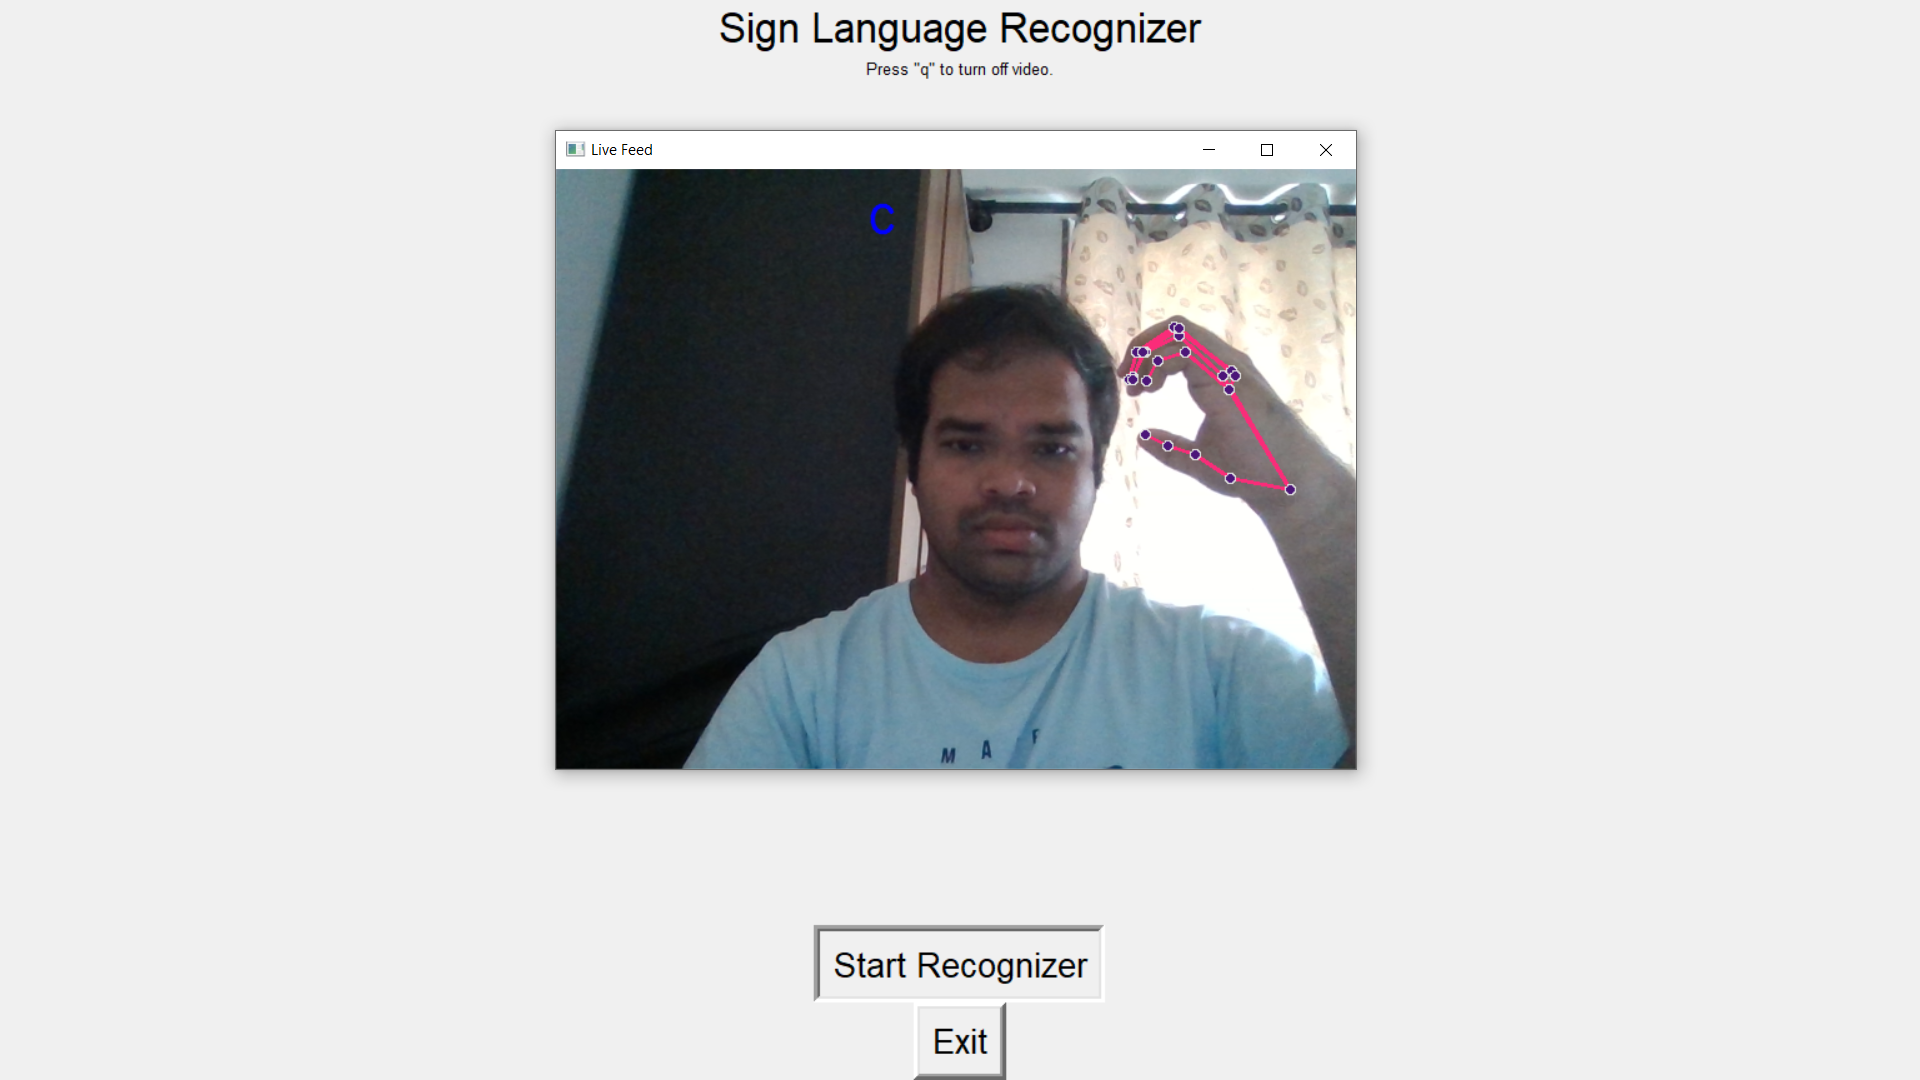 Sign Language Recognizer
Press "q" to turn off video.
Live Feed
C
M A
Start Recognizer
Exit